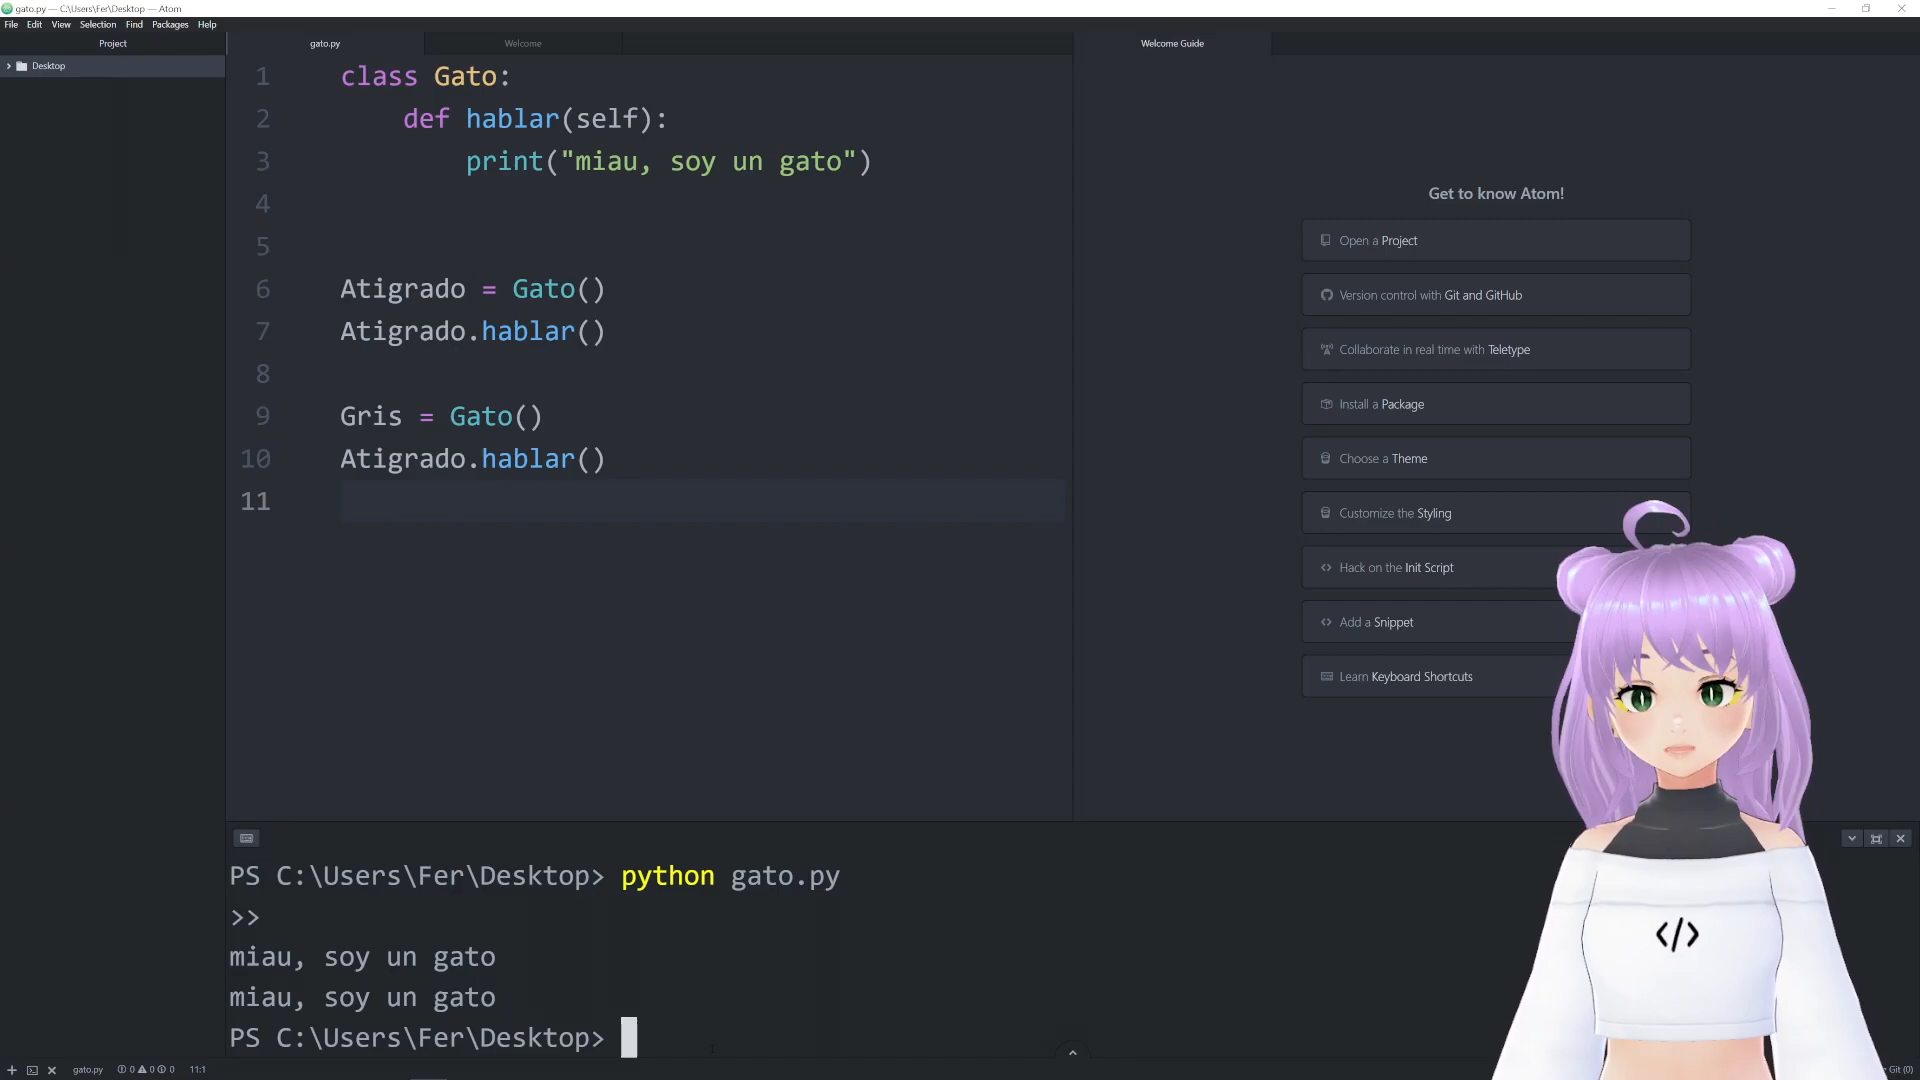 gato.py — C:\Users\Fer\Desktop — Atom
File Edit View Selection Find Packages Help
Project
gato.py
Welcome
Welcome Guide
Desktop
1 class Gato:
2 def hablar(self):
3 print("miau, soy un gato")
4
5
6 Atigrado = Gato()
7 Atigrado.hablar()
8
9 Gris = Gato()
10 Atigrado.hablar()
11
Get to know Atom!
Open a Project
Version control with Git and GitHub
Collaborate in real time with Teletype
Install a Package
Choose a Theme
Customize the Styling
Hack on the Init Script
Add a Snippet
Learn Keyboard Shortcuts
</>
PS C:\Users\Fer\Desktop> python gato.py
>>
miau, soy un gato
miau, soy un gato
PS C:\Users\Fer\Desktop>
gato.py 0 0 0 11:1
Git (0)